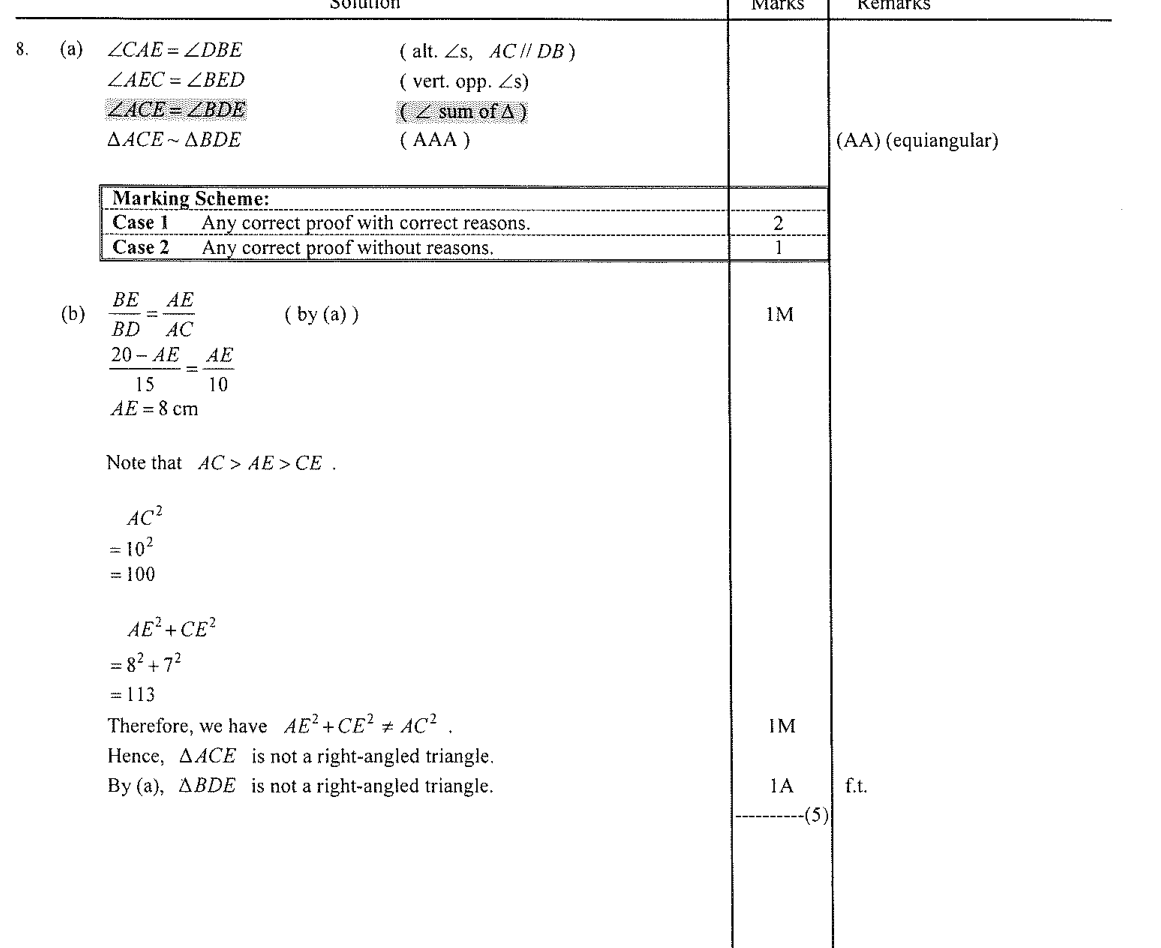 Solution Marks Remarks
8. (a) ∠CAE = ∠DBE ( alt. ∠s, AC // DB )
∠AEC = ∠BED ( vert. opp. ∠s)
∠ACE = ∠BDE ( ∠ sum of Δ )
ΔACE ~ ΔBDE ( AAA ) (AA) (equiangular)
Marking Scheme:
Case 1 Any correct proof with correct reasons. 2
Case 2 Any correct proof without reasons. 1
(b) BE/BD = AE/AC ( by (a) ) 1M
20 – AE/15 = AE/10
AE = 8 cm
Note that AC > AE > CE .
AC²
= 10²
= 100
AE² + CE²
= 8² + 7²
= 113
Therefore, we have AE² + CE² ≠ AC² . 1M
Hence, ΔACE is not a right-angled triangle.
By (a), ΔBDE is not a right-angled triangle. 1A f.t.
----------(5)